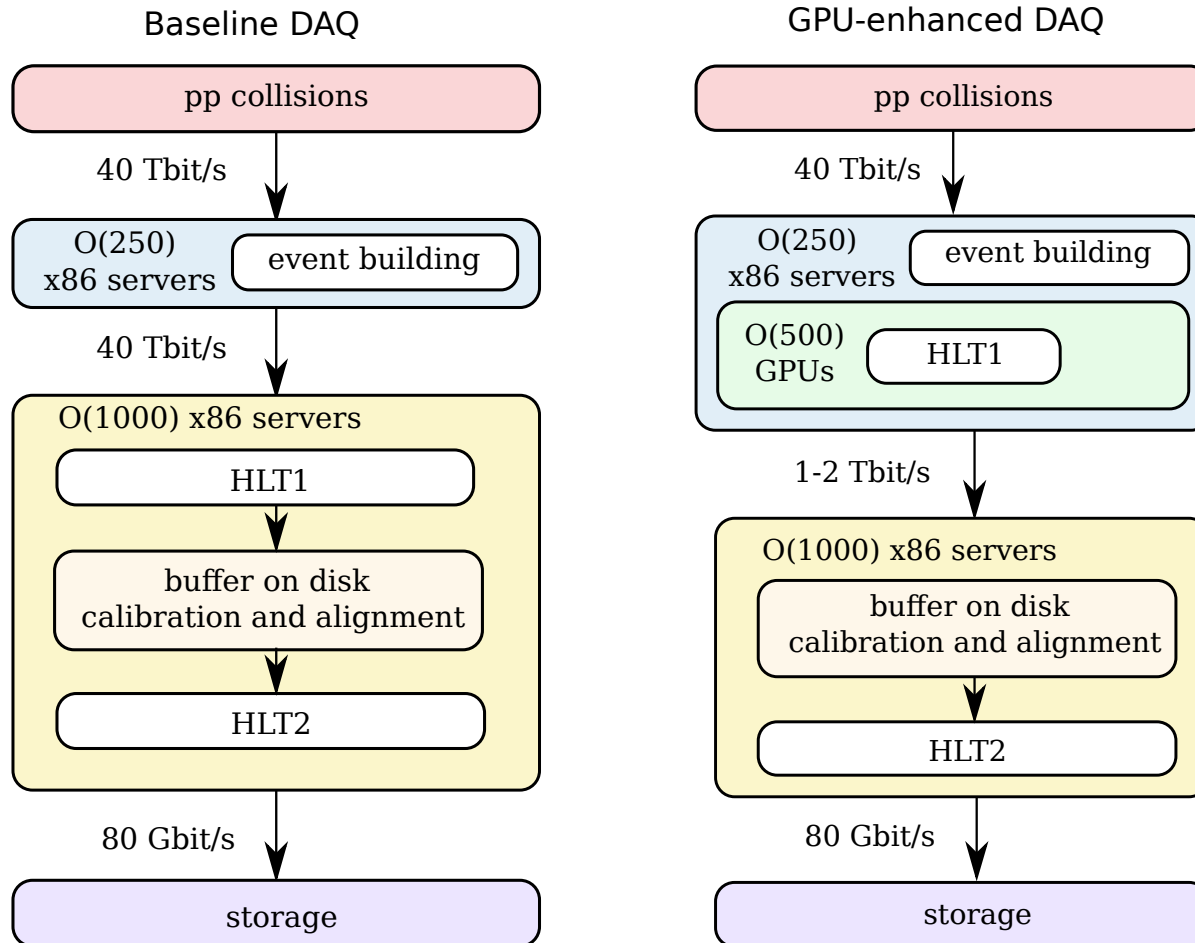 Baseline DAQ
pp collisions
40 Tbit/s
O(250)
x86 servers
event building
40 Tbit/s
O(1000) x86 servers
HLT1
buffer on disk
calibration and alignment
HLT2
80 Gbit/s
storage
GPU-enhanced DAQ
pp collisions
40 Tbit/s
O(250)
x86 servers
event building
O(500)
GPUs
HLT1
1-2 Tbit/s
O(1000) x86 servers
buffer on disk
calibration and alignment
HLT2
80 Gbit/s
storage